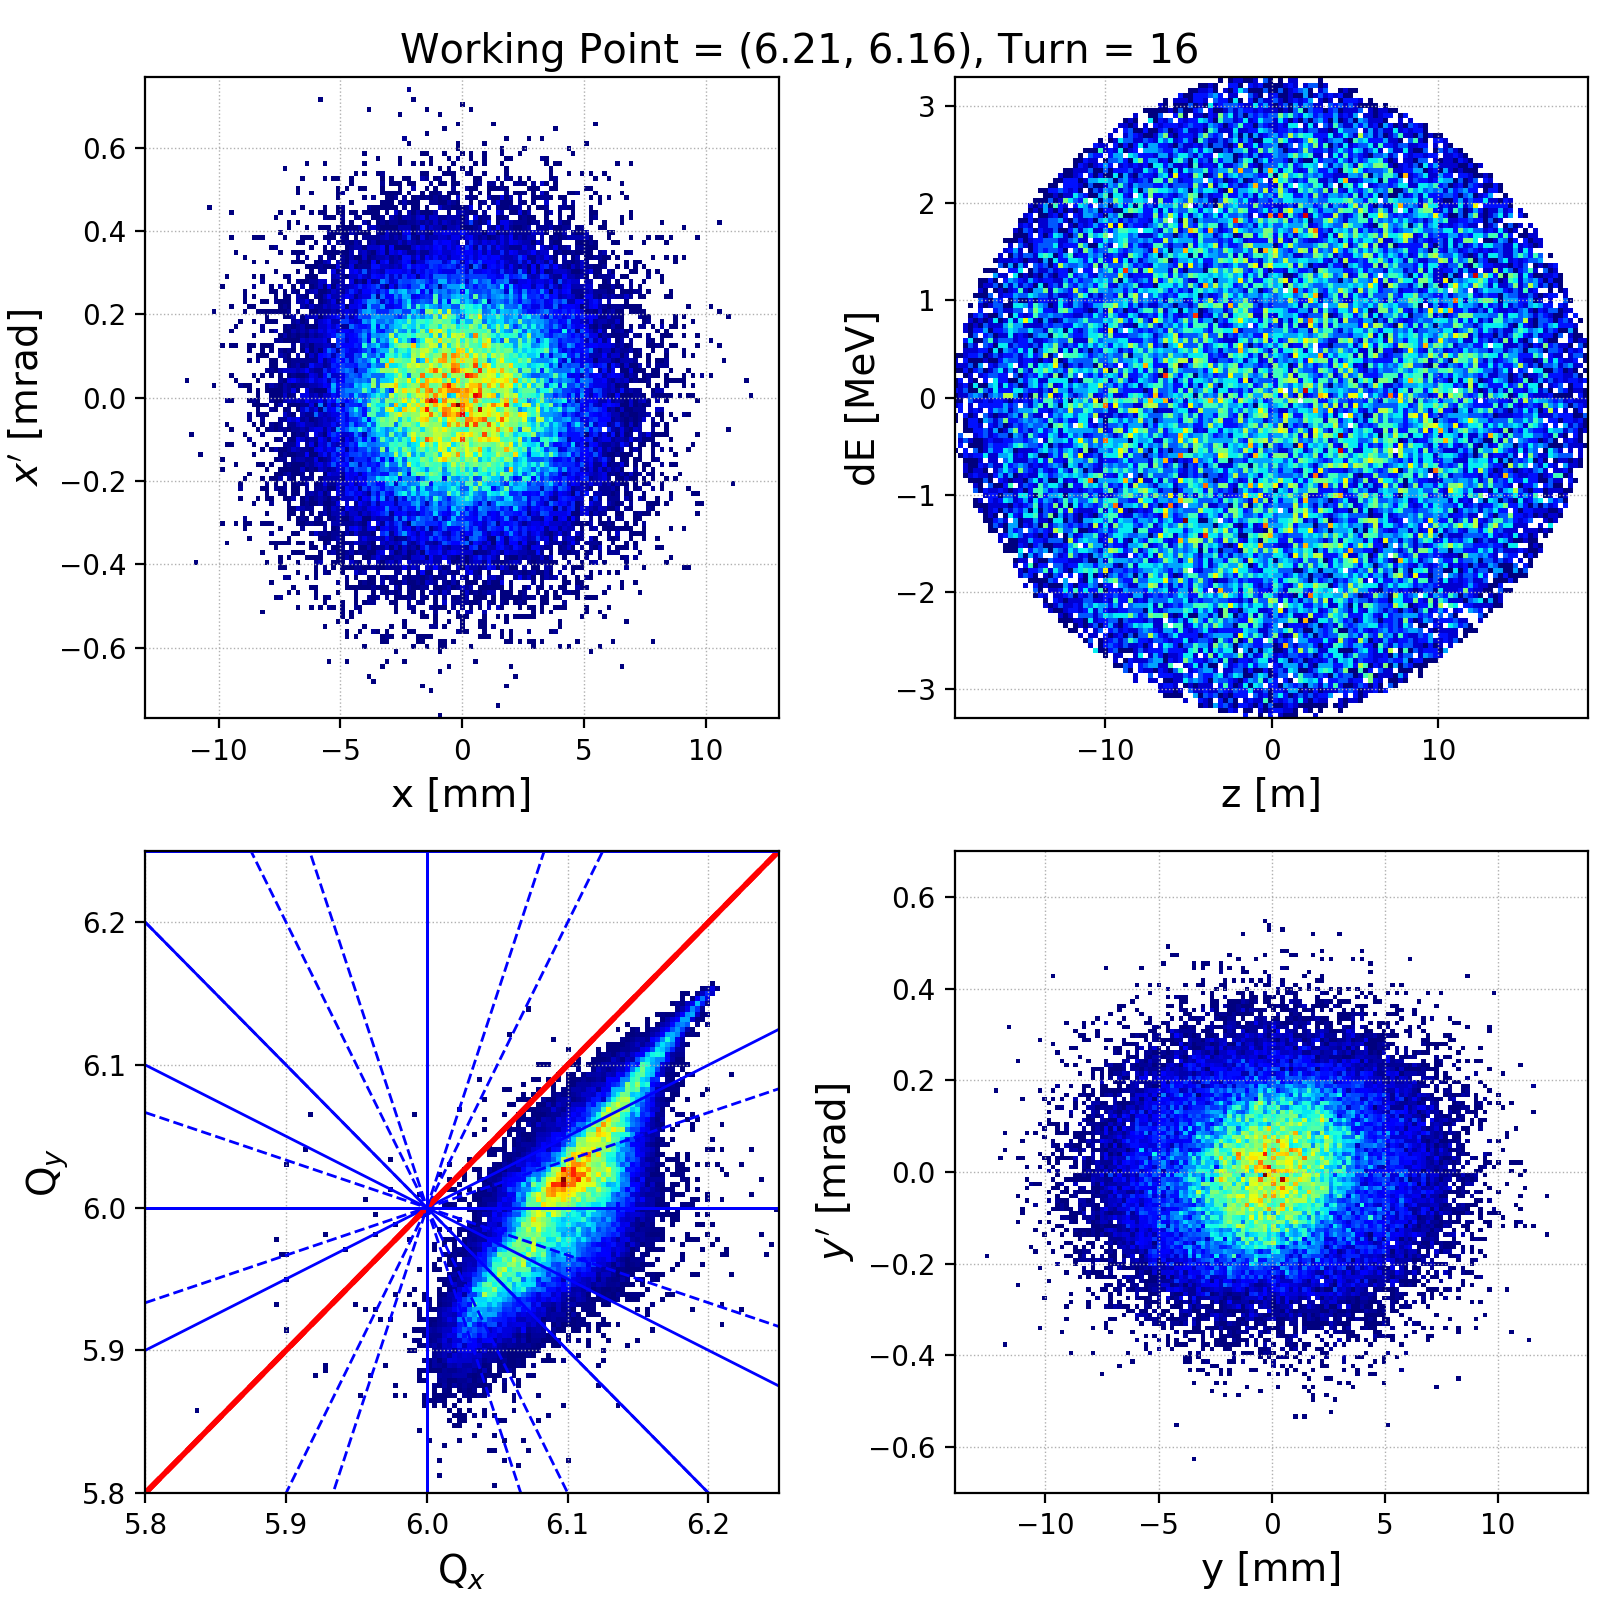 Working Point = (6.21, 6.16), Turn = 16
0.6
0.4
0.2
0.0
−0.2
−0.4
−0.6
x′ [mrad]
−10 −5 0 5 10
x [mm]
3
2
1
0
−1
−2
−3
dE [MeV]
−10 0 10
z [m]
6.2
6.1
6.0
5.9
5.8
Qy
5.8 5.9 6.0 6.1 6.2
Qx
0.6
0.4
0.2
0.0
−0.2
−0.4
−0.6
y′ [mrad]
−10 −5 0 5 10
y [mm]